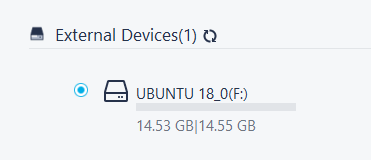 External Devices(1)
UBUNTU 18_0(F:)
14.53 GB|14.55 GB